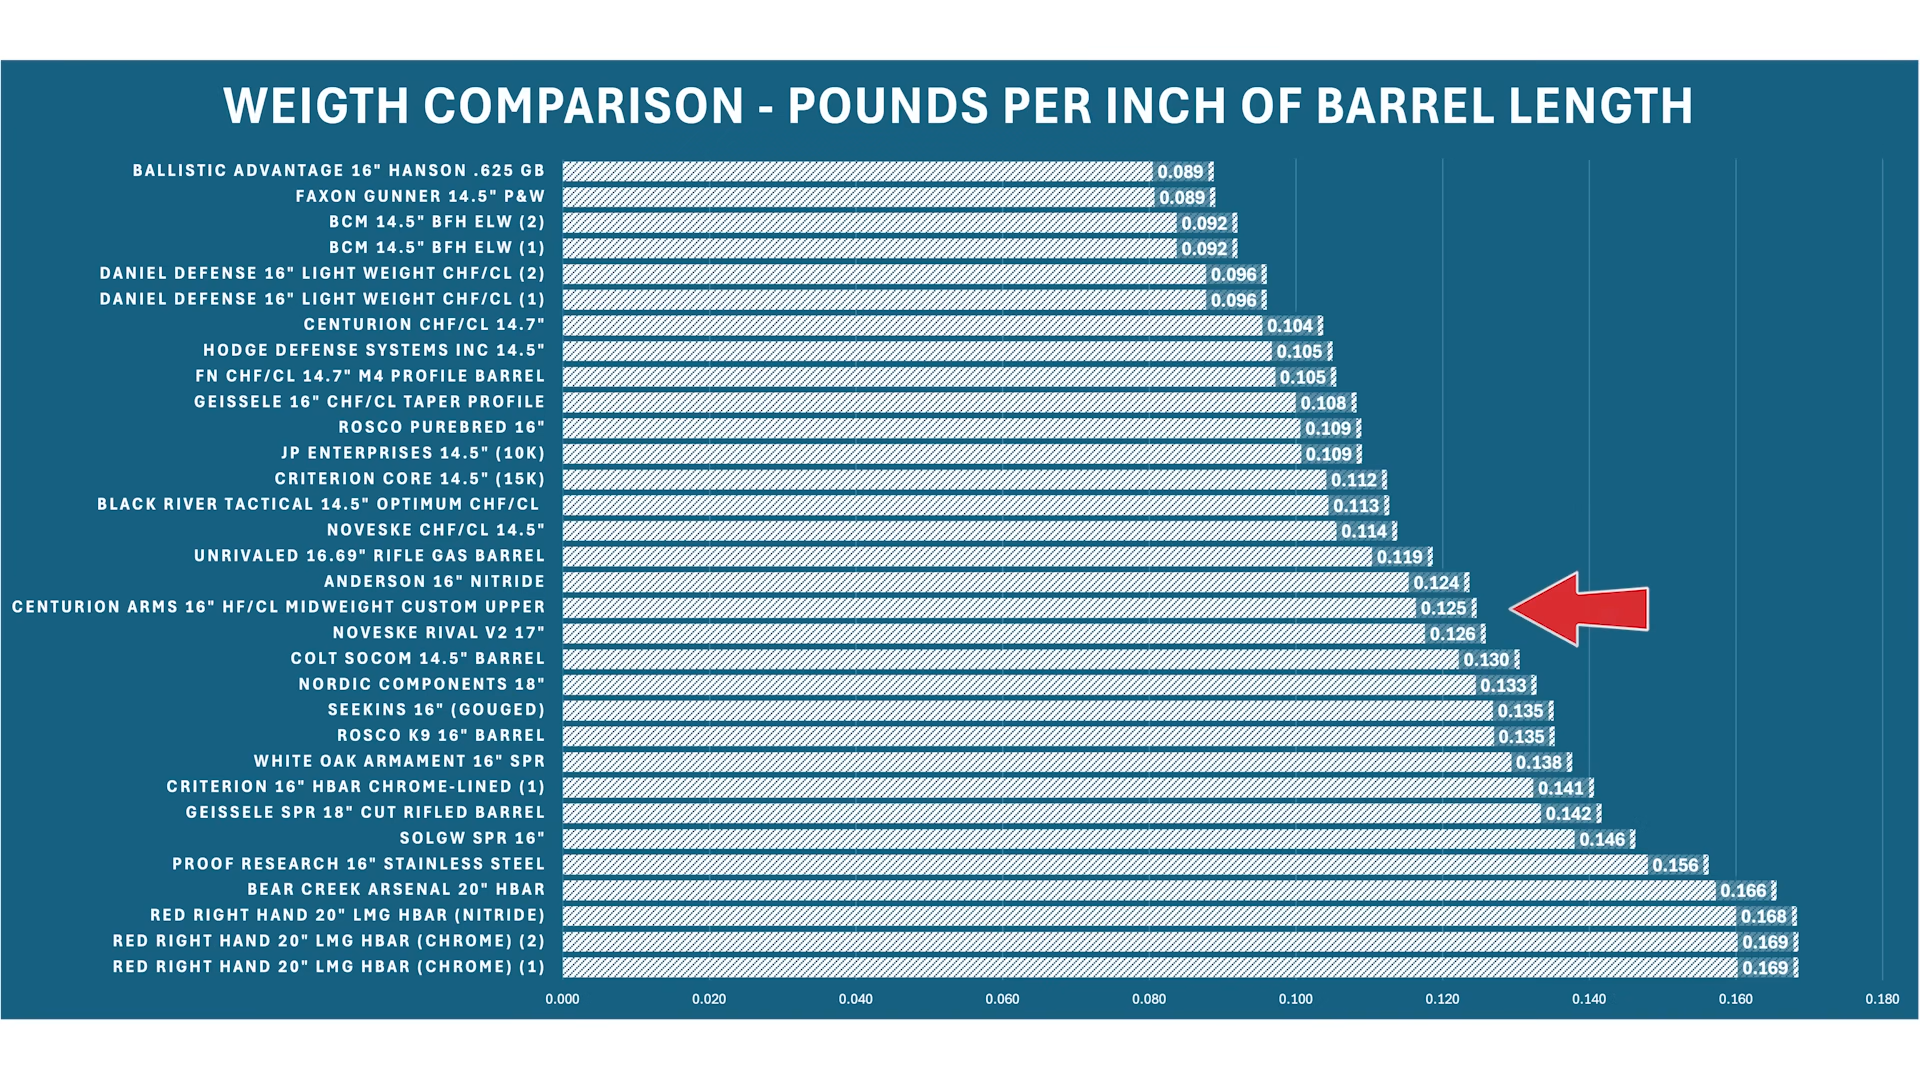 WEIGTH COMPARISON - POUNDS PER INCH OF BARREL LENGTH
BALLISTIC ADVANTAGE 16" HANSON .625 GB 0.089
FAXON GUNNER 14.5" P&W 0.089
BCM 14.5" BFH ELW (2) 0.092
BCM 14.5" BFH ELW (1) 0.092
DANIEL DEFENSE 16" LIGHT WEIGHT CHF/CL (2) 0.096
DANIEL DEFENSE 16" LIGHT WEIGHT CHF/CL (1) 0.096
CENTURION CHF/CL 14.7" 0.104
HODGE DEFENSE SYSTEMS INC 14.5" 0.105
FN CHF/CL 14.7" M4 PROFILE BARREL 0.105
GEISSELE 16" CHF/CL TAPER PROFILE 0.108
ROSCO PUREBRED 16" 0.109
JP ENTERPRISES 14.5" (10K) 0.109
CRITERION CORE 14.5" (15K) 0.112
BLACK RIVER TACTICAL 14.5" OPTIMUM CHF/CL 0.113
NOVESKE CHF/CL 14.5" 0.114
UNRIVALED 16.69" RIFLE GAS BARREL 0.119
ANDERSON 16" NITRIDE 0.124
CENTURION ARMS 16" HF/CL MIDWEIGHT CUSTOM UPPER 0.125
NOVESKE RIVAL V2 17" 0.126
COLT SOCOM 14.5" BARREL 0.130
NORDIC COMPONENTS 18" 0.133
SEEKINS 16" (GOUGED) 0.135
ROSCO K9 16" BARREL 0.135
WHITE OAK ARMAMENT 16" SPR 0.138
CRITERION 16" HBAR CHROME-LINED (1) 0.141
GEISSELE SPR 18" CUT RIFLED BARREL 0.142
SOLGW SPR 16" 0.146
PROOF RESEARCH 16" STAINLESS STEEL 0.156
BEAR CREEK ARSENAL 20" HBAR 0.166
RED RIGHT HAND 20" LMG HBAR (NITRIDE) 0.168
RED RIGHT HAND 20" LMG HBAR (CHROME) (2) 0.169
RED RIGHT HAND 20" LMG HBAR (CHROME) (1) 0.169
0.000 0.020 0.040 0.060 0.080 0.100 0.120 0.140 0.160 0.180